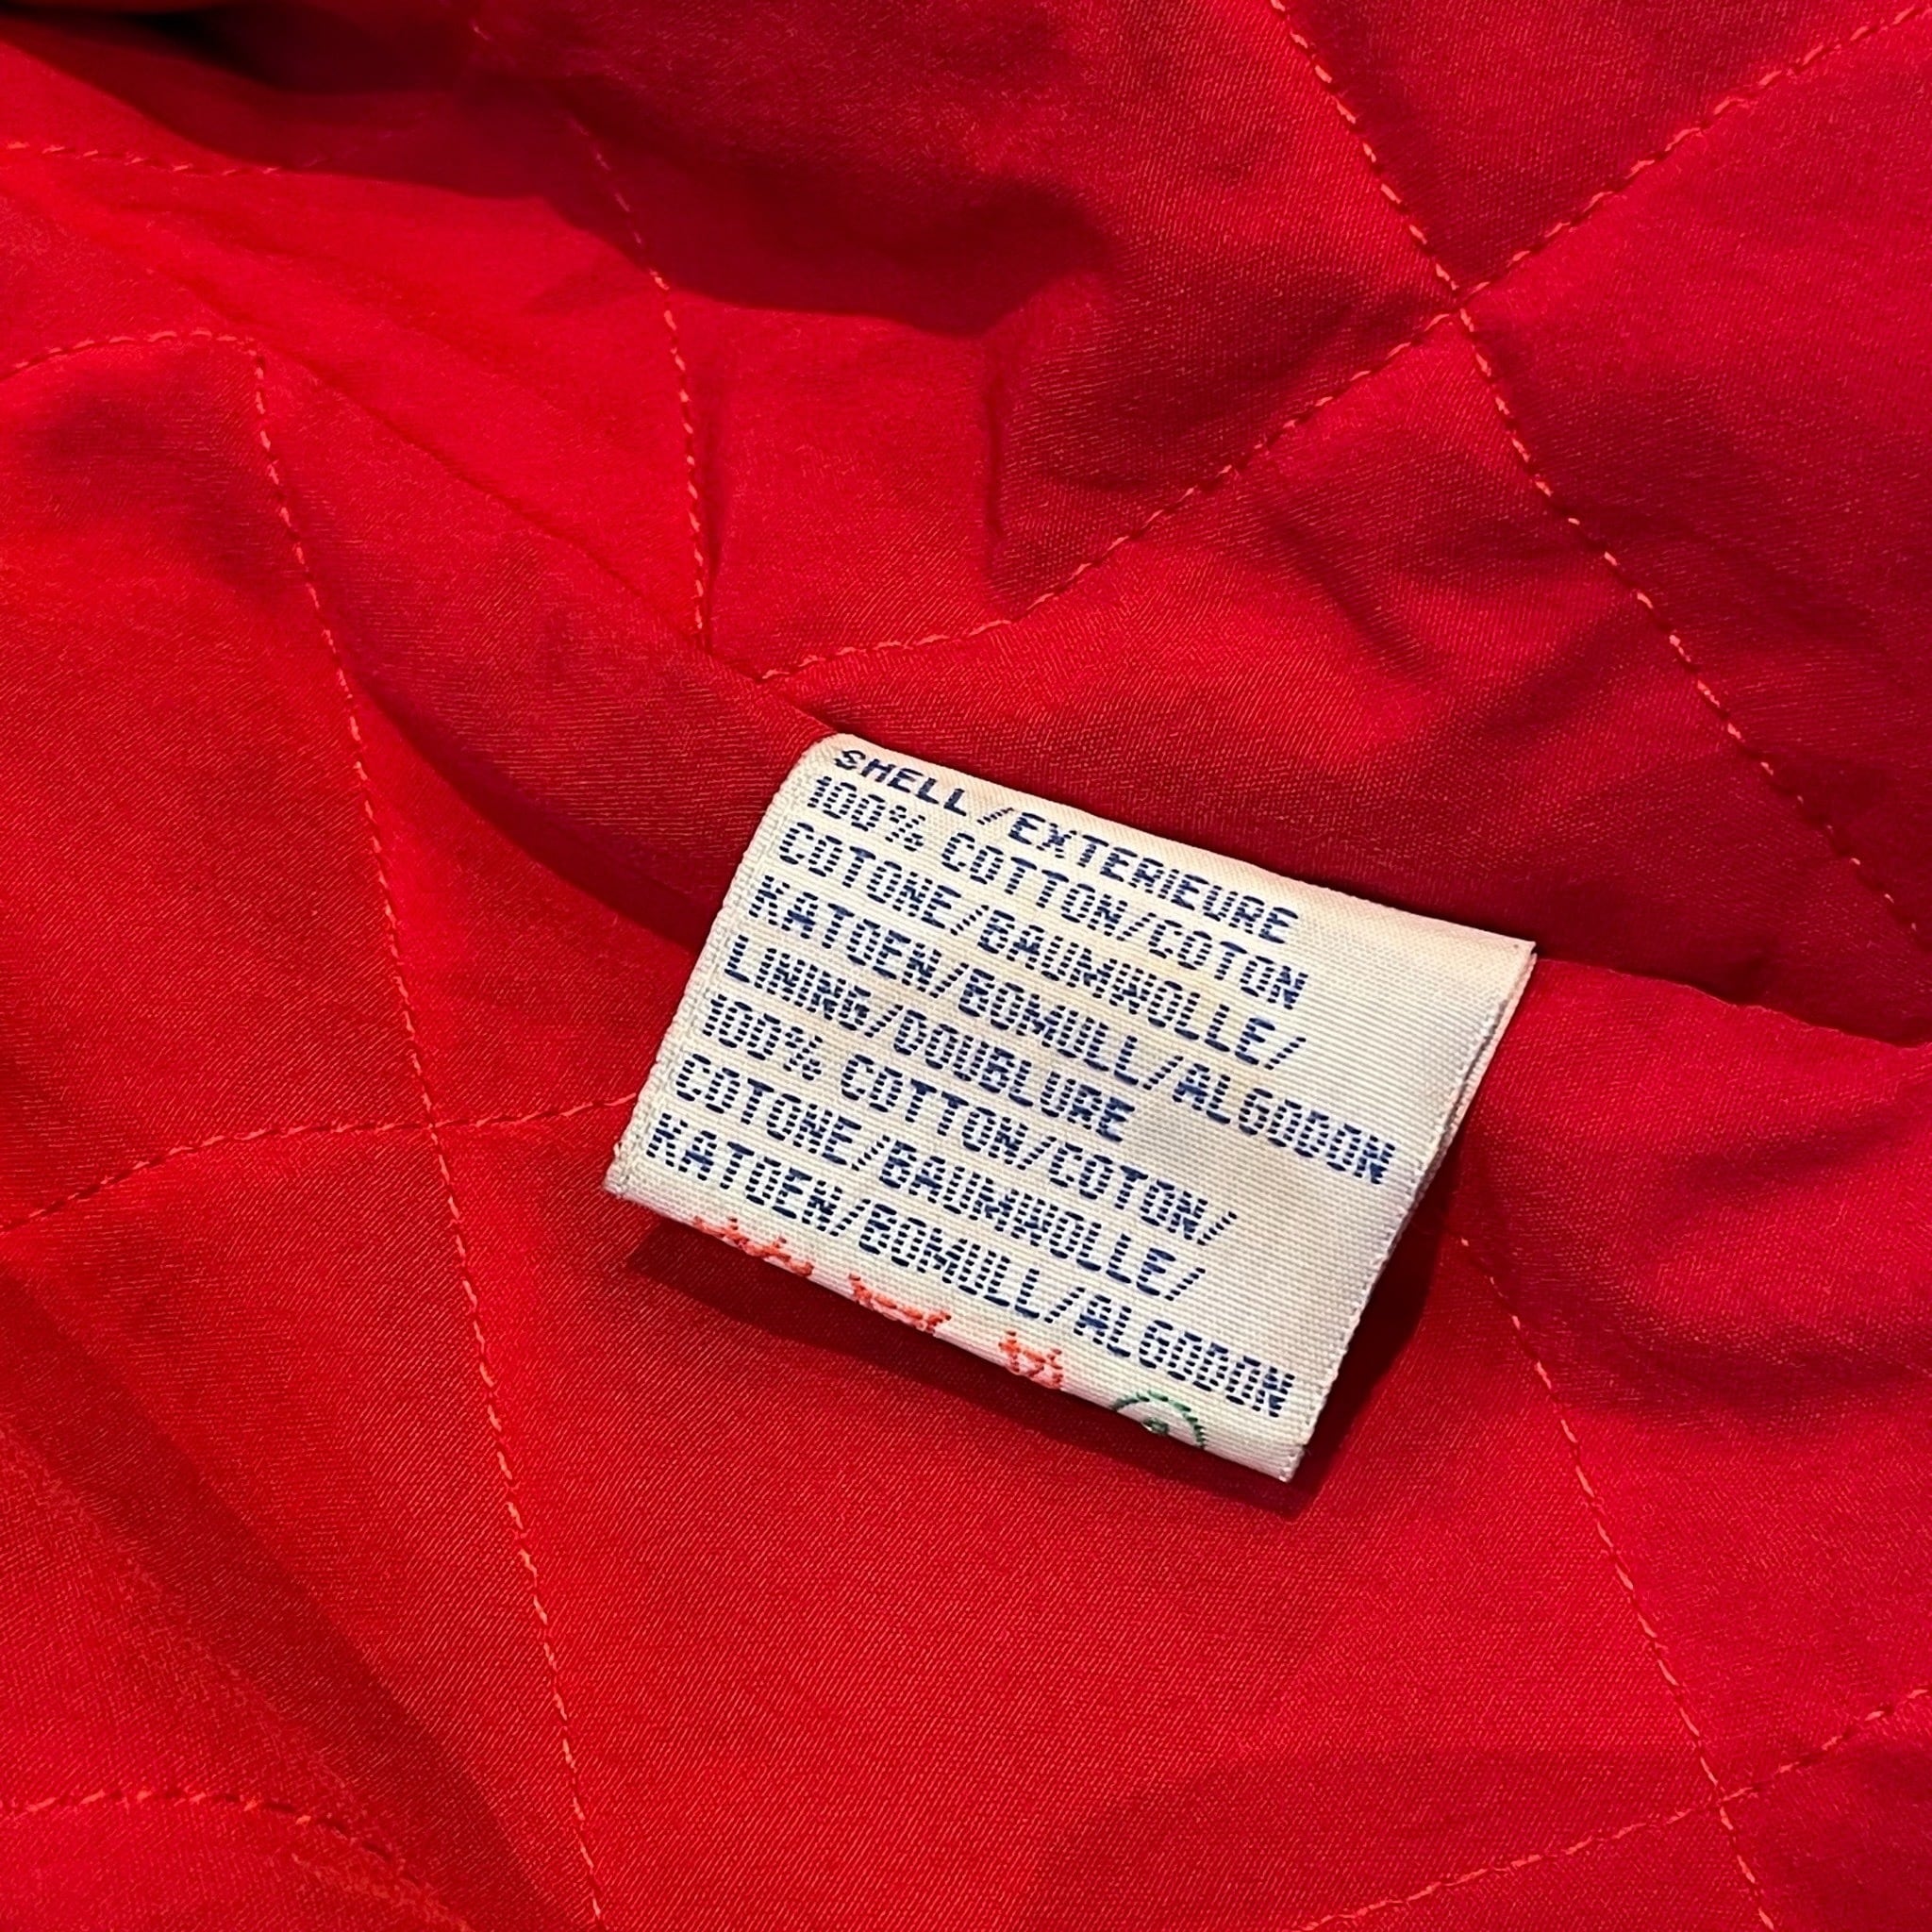 SHELL/EXTERIEURE
100% COTTON/COTON
COTONE/BAUMWOLLE/
KATOEN/BOMULL/ALGODON
LINING/DOUBLURE
100% COTTON/COTON/
COTONE/BAUMWOLLE/
KATOEN/BOMULL/ALGODON